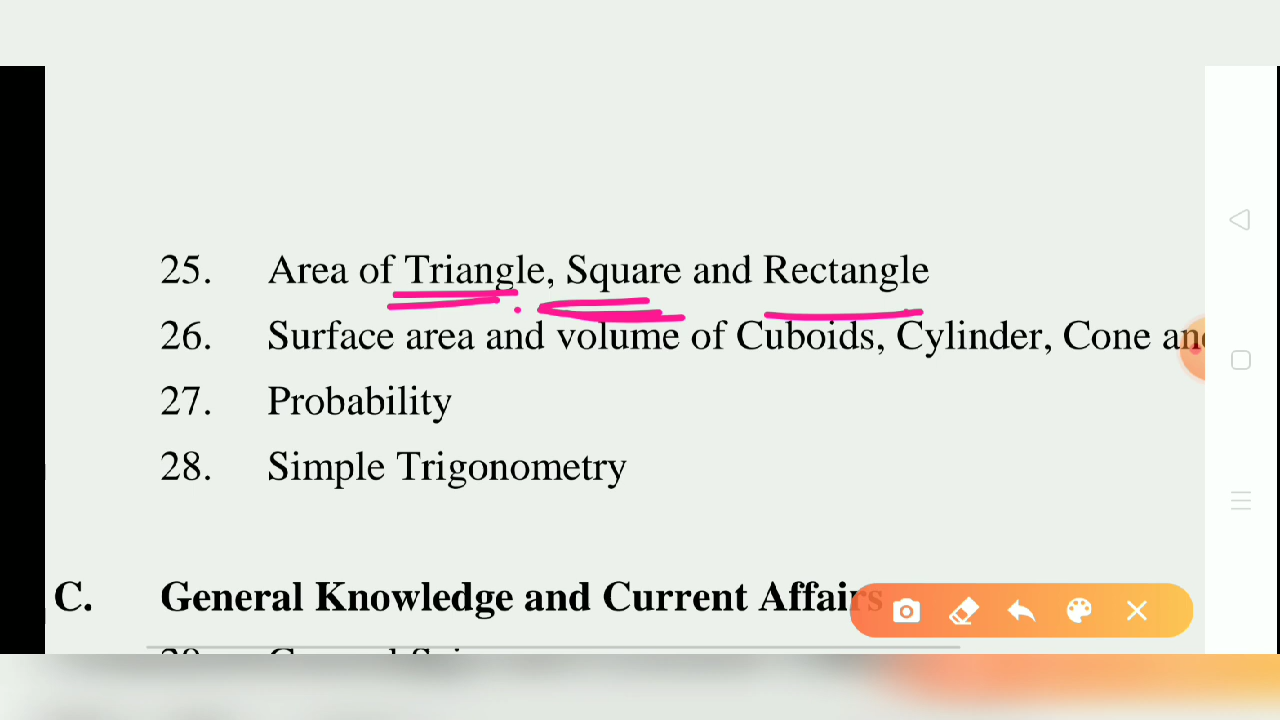 25. Area of Triangle, Square and Rectangle
26. Surface area and volume of Cuboids, Cylinder, Cone
27. Probability
28. Simple Trigonometry
C. General Knowledge and Current Affairs